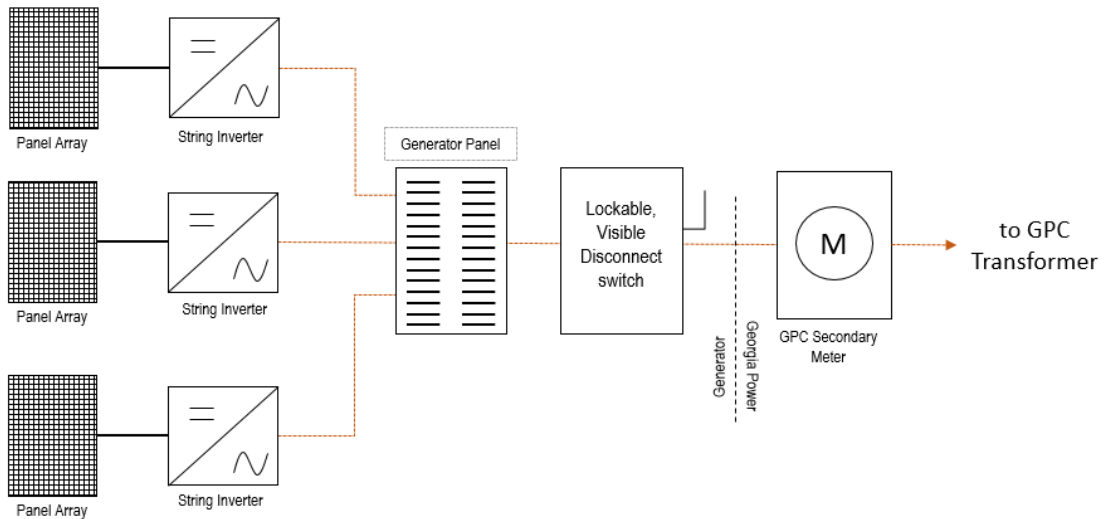 Panel Array
String Inverter
Panel Array
String Inverter
Panel Array
String Inverter
Generator Panel
Lockable,
Visible
Disconnect
switch
Generator
Georgia Power
M
GPC Secondary
Meter
to GPC
Transformer